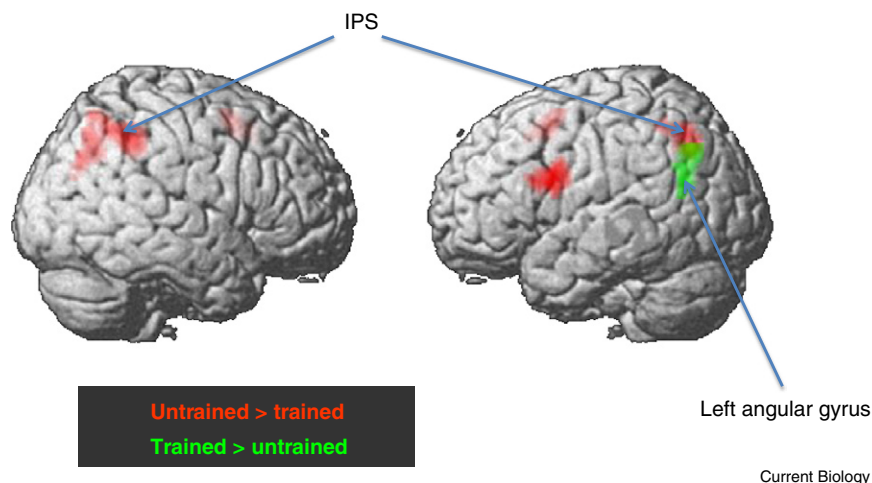 IPS
Untrained > trained
Trained > untrained
Left angular gyrus
Current Biology